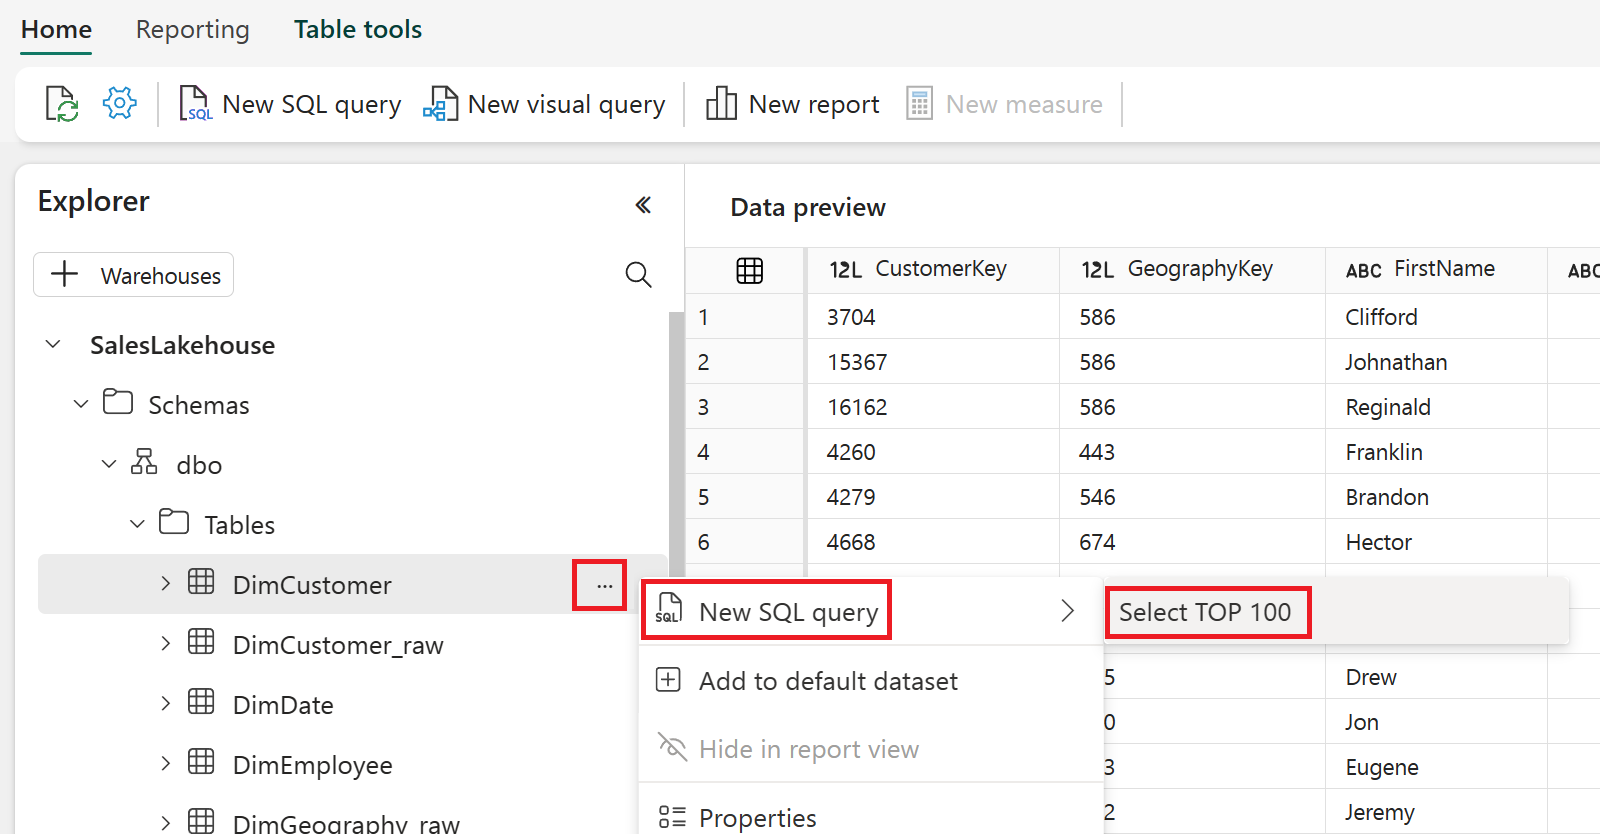 Home Reporting Table tools
SQL New SQL query New visual query New report New measure
Explorer
Warehouses
SalesLakehouse
Schemas
dbo
Tables
DimCustomer ...
DimCustomer_raw
DimDate
DimEmployee
DimGeography_raw
Data preview
12L CustomerKey 12L GeographyKey ABC FirstName ABC
1 3704 586 Clifford
2 15367 586 Johnathan
3 16162 586 Reginald
4 4260 443 Franklin
5 4279 546 Brandon
6 4668 674 Hector
SQL New SQL query Select TOP 100
Add to default dataset 5 Drew
0 Jon
Hide in report view 3 Eugene
Properties 2 Jeremy